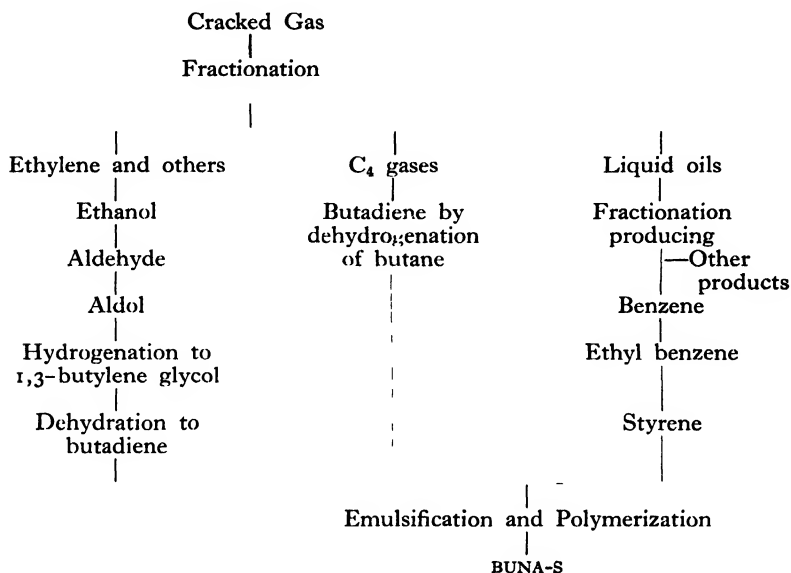 Cracked Gas
Fractionation
Ethylene and others
Ethanol
Aldehyde
Aldol
Hydrogenation to
1,3-butylene glycol
Dehydration to
butadiene
C₄ gases
Butadiene by
dehydrogenation
of butane
Liquid oils
Fractionation
producing
—Other
products
Benzene
Ethyl benzene
Styrene
Emulsification and Polymerization
BUNA-S